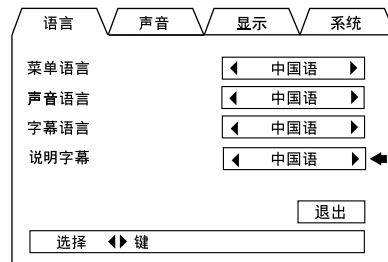 语言 声音 显示 系统
菜单语言 中国语
声音语言 中国语
字幕语言 中国语
说明字幕 中国语
退出
选择 键